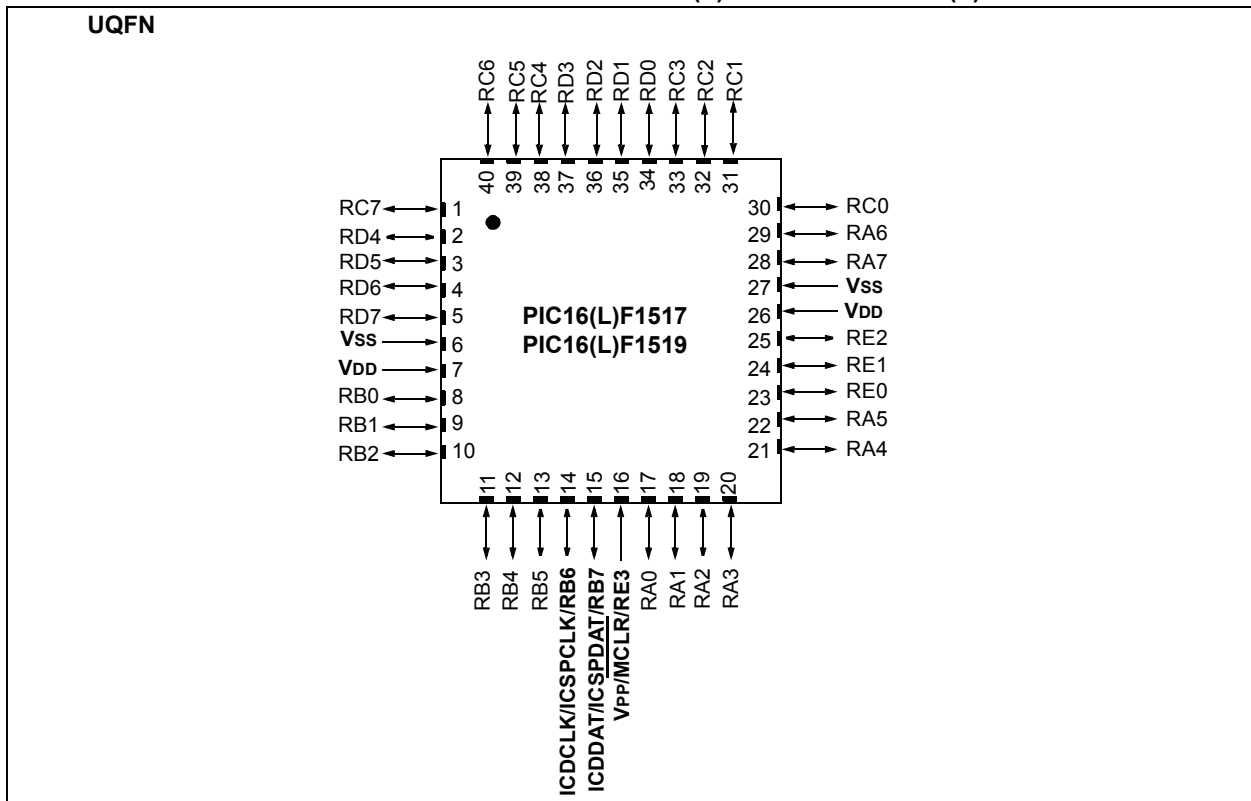 UQFN
RC6
RC5
RC4
RD3
RD2
RD1
RD0
RC3
RC2
RC1
40
39
38
37
36
35
34
33
32
31
RC7 1
RD4 2
RD5 3
RD6 4
RD7 5
VSS 6
VDD 7
RB0 8
RB1 9
RB2 10
30 RC0
29 RA6
28 RA7
27 VSS
26 VDD
25 RE2
24 RE1
23 RE0
22 RA5
21 RA4
PIC16(L)F1517
PIC16(L)F1519
11
12
13
14
15
16
17
18
19
20
RB3
RB4
RB5
ICDCLK/ICSPCLK/RB6
ICDDAT/ICSPDAT/RB7
VPP/MCLR/RE3
RA0
RA1
RA2
RA3